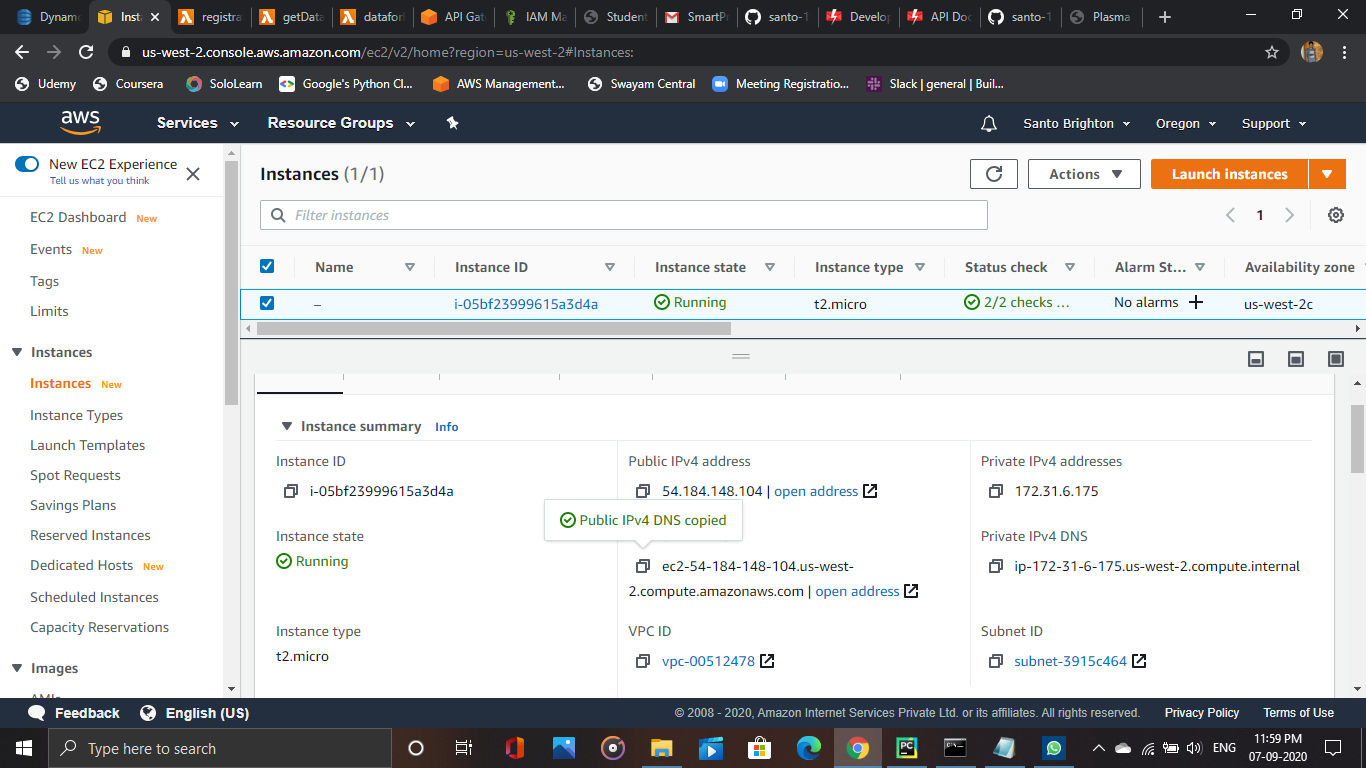 Dynam
Inst
registra
getData
datafor
API Gat
IAM Ma
Student
SmartPr
santo-1
Develop
API Doc
santo-1
Plasma
us-west-2.console.aws.amazon.com/ec2/v2/home?region=us-west-2#Instances:
Udemy
Coursera
SoloLearn
Google's Python Cl...
AWS Management...
Swayam Central
Meeting Registratio...
Slack | general | Buil...
aws
Services
Resource Groups
Santo Brighton
Oregon
Support
New EC2 Experience
Tell us what you think
EC2 Dashboard New
Events New
Tags
Limits
Instances
Instances New
Instance Types
Launch Templates
Spot Requests
Savings Plans
Reserved Instances
Dedicated Hosts New
Scheduled Instances
Capacity Reservations
Images
Instances (1/1)
Actions
Launch instances
Filter instances
1
Name
Instance ID
Instance state
Instance type
Status check
Alarm St...
Availability zone
–
i-05bf23999615a3d4a
Running
t2.micro
2/2 checks ...
No alarms +
us-west-2c
Instance summary Info
Instance ID
i-05bf23999615a3d4a
Public IPv4 address
54.184.148.104 | open address
Private IPv4 addresses
172.31.6.175
Public IPv4 DNS copied
Instance state
Running
ec2-54-184-148-104.us-west-
2.compute.amazonaws.com | open address
Private IPv4 DNS
ip-172-31-6-175.us-west-2.compute.internal
Instance type
t2.micro
VPC ID
vpc-00512478
Subnet ID
subnet-3915c464
Feedback
English (US)
© 2008 - 2020, Amazon Internet Services Private Ltd. or its affiliates. All rights reserved.
Privacy Policy
Terms of Use
Type here to search
ENG
11:59 PM
07-09-2020